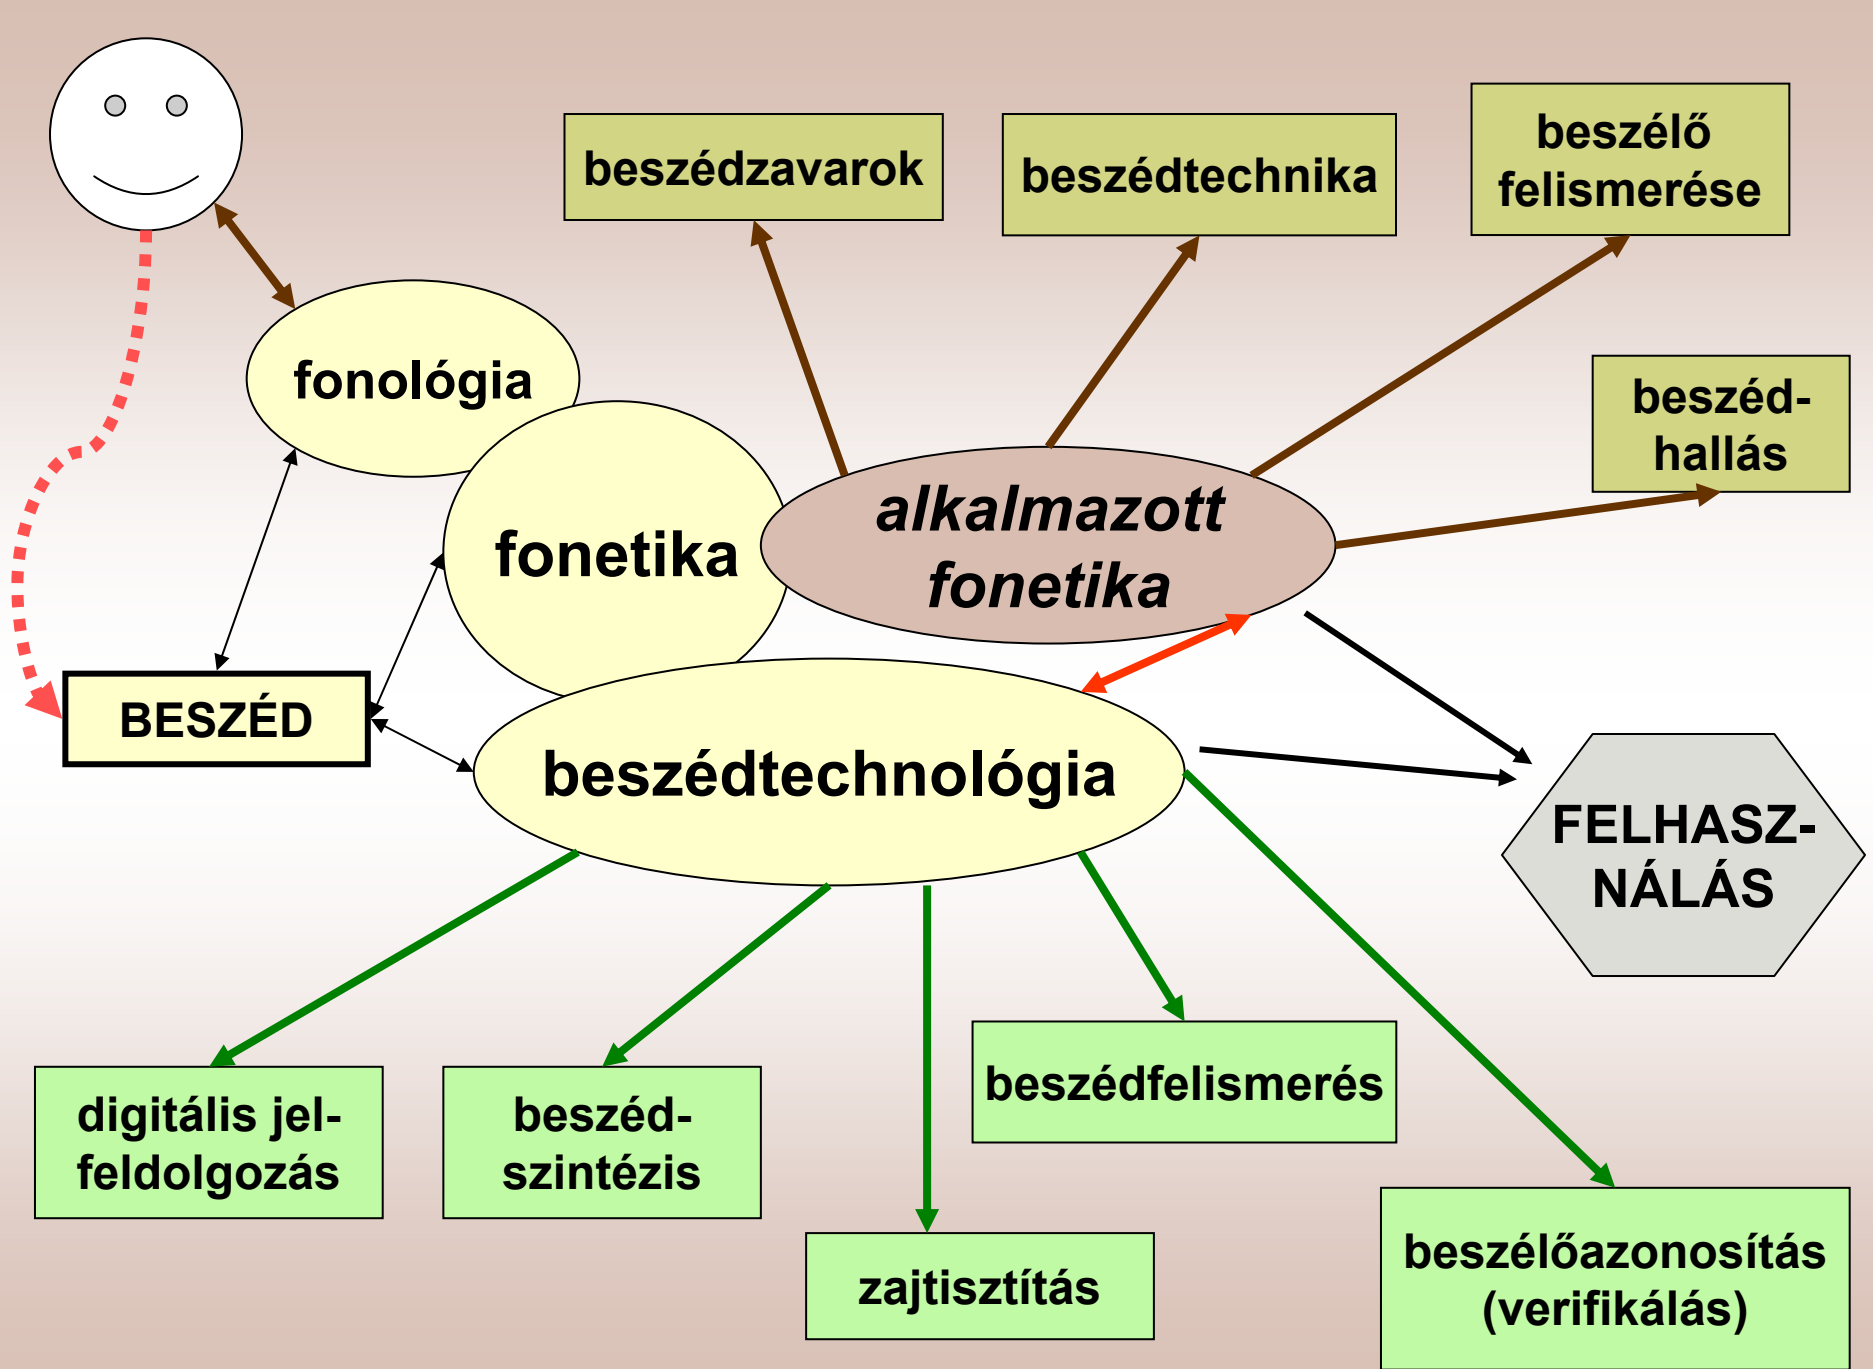 beszédzavarok
beszédtechnika
beszélő
felismerése
fonológia
beszéd-
hallás
alkalmazott
fonetika
fonetika
BESZÉD
beszédtechnológia
FELHASZ-
NÁLÁS
beszédfelismerés
digitális jel-
feldolgozás
beszéd-
szintézis
zajtisztítás
beszélőazonosítás
(verifikálás)